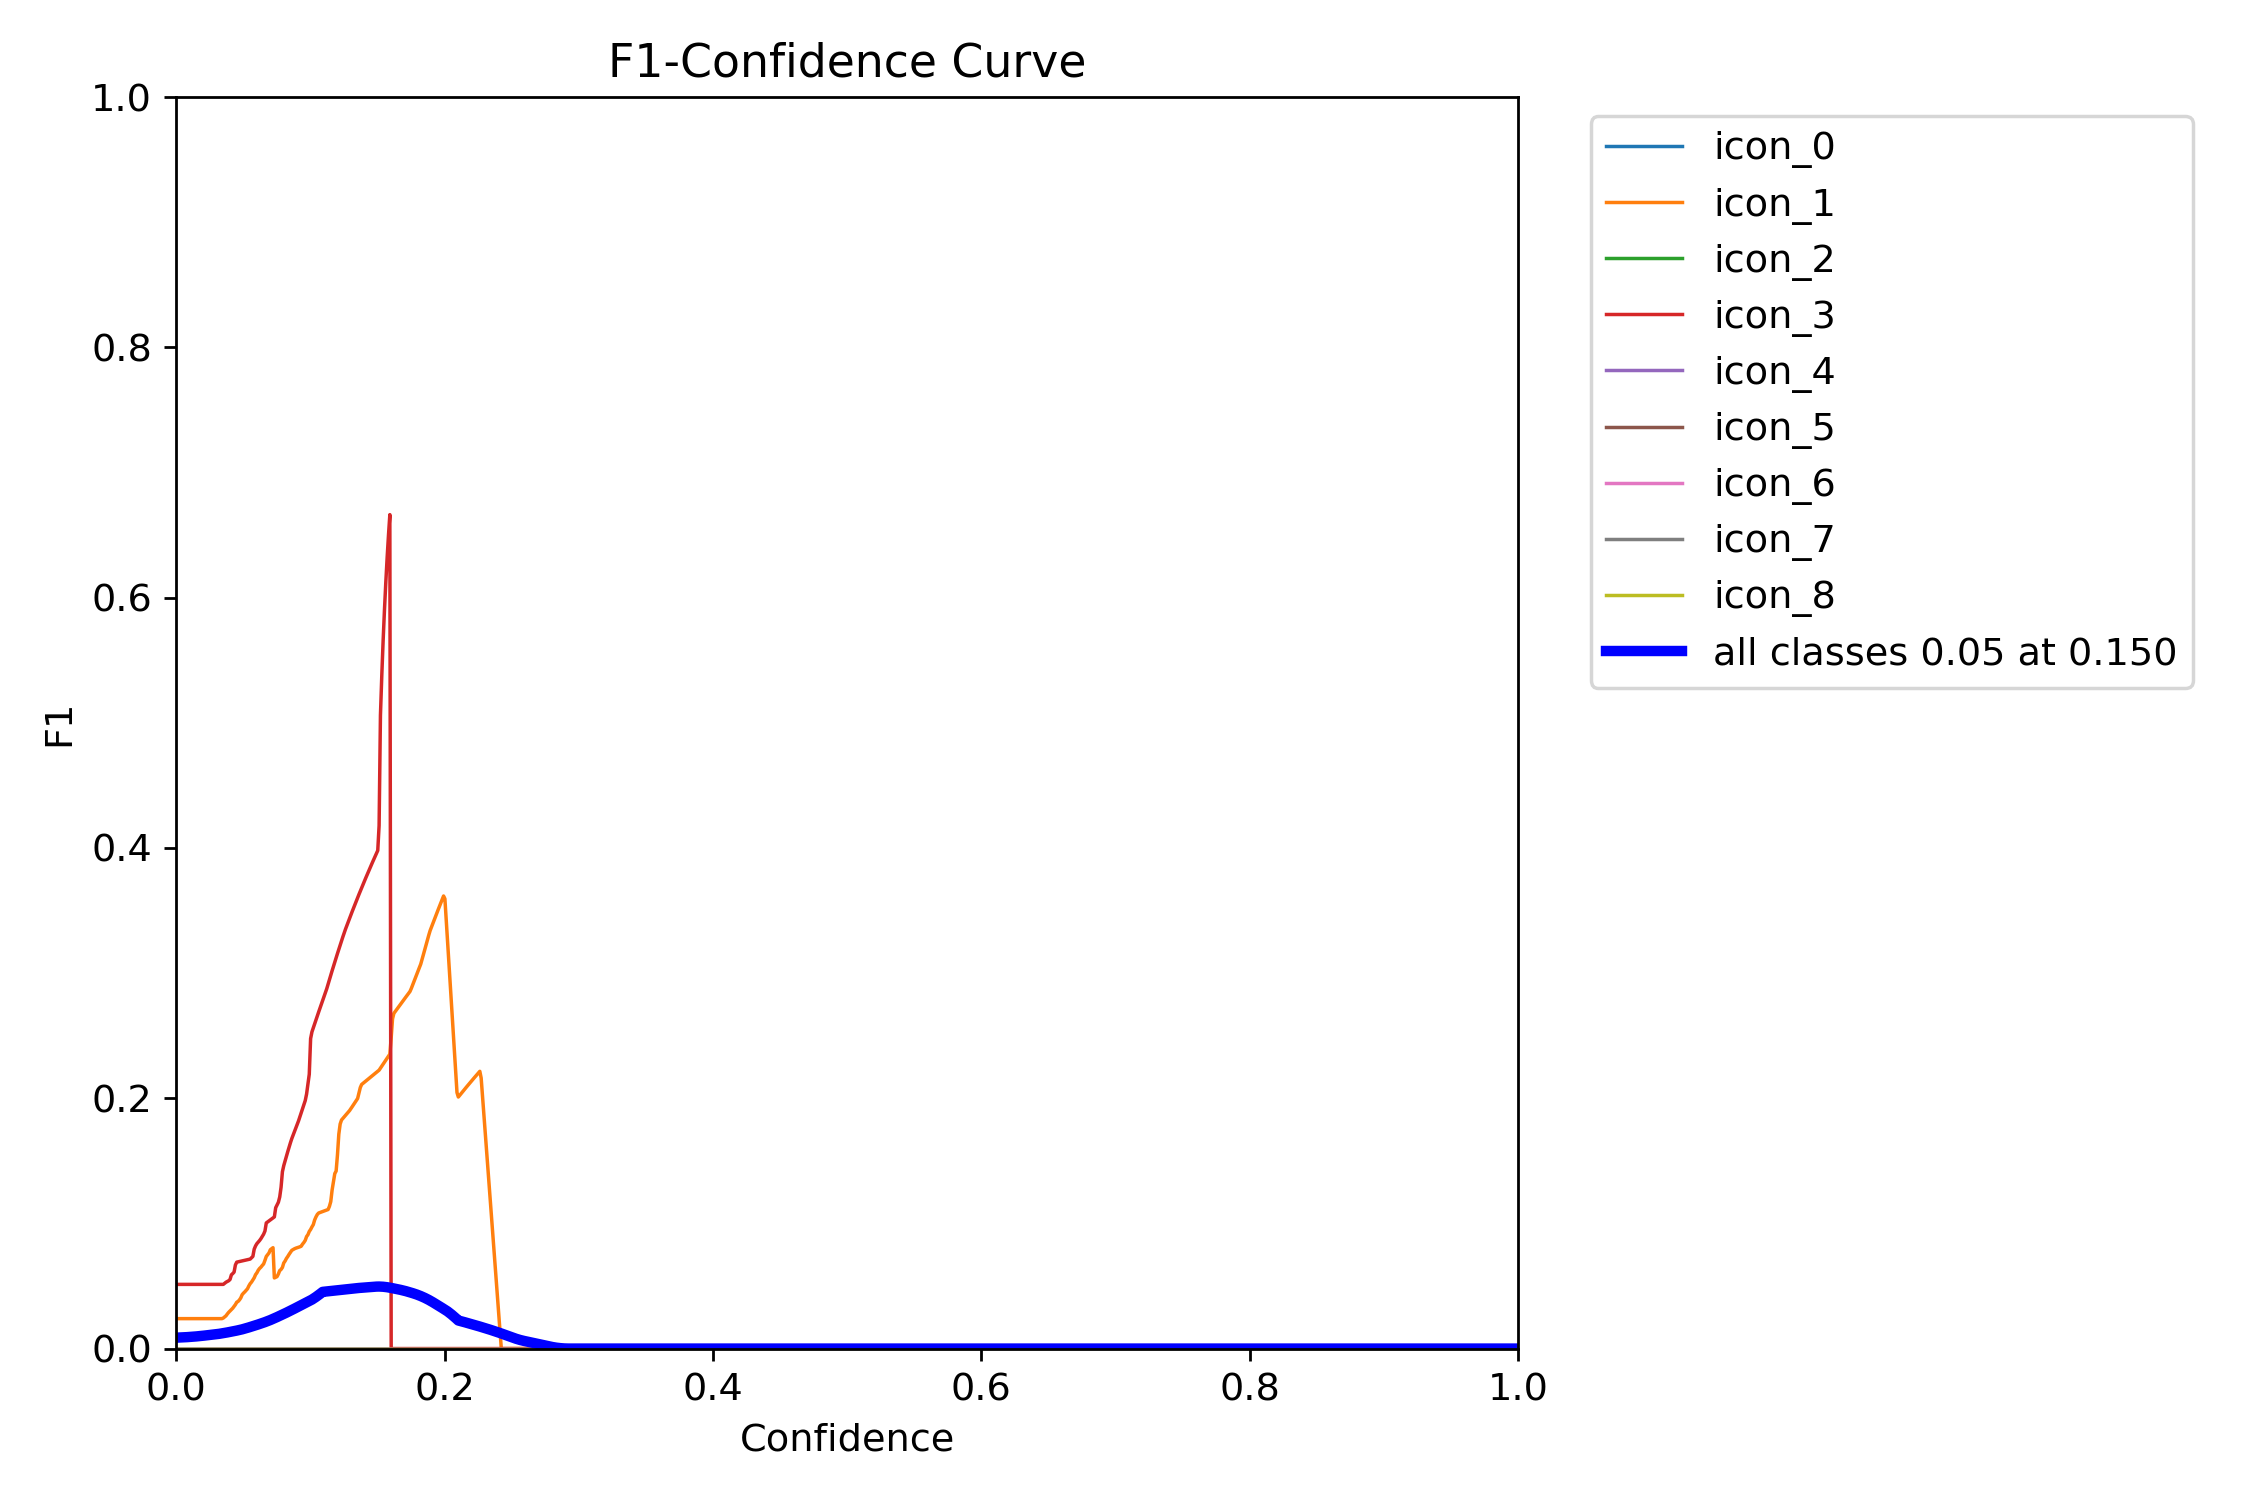 F1-Confidence Curve
1.0
0.8
0.6
0.4
0.2
0.0
F1
0.0 0.2 0.4 0.6 0.8 1.0
Confidence
icon_0
icon_1
icon_2
icon_3
icon_4
icon_5
icon_6
icon_7
icon_8
all classes 0.05 at 0.150